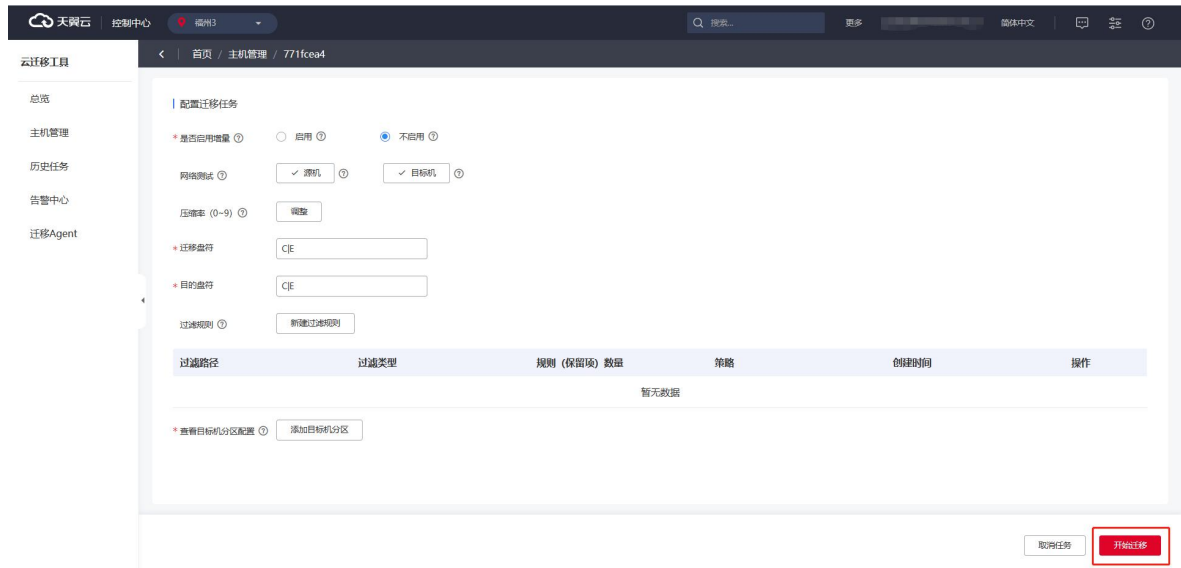 天翼云 控制中心 福州3 搜索... 更多 简体中文
云迁移工具
首页 / 主机管理 / 771fcea4
总览
主机管理
历史任务
告警中心
迁移Agent
配置迁移任务
* 是否启用增量 启用 不启用
网络测试 源机 目标机
压缩率 (0~9) 调整
* 迁移盘符 C|E
* 目的盘符 C|E
过滤规则 新建过滤规则
过滤路径 过滤类型 规则（保留项）数量 策略 创建时间 操作
暂无数据
* 查看目标机分区配置 添加目标机分区
取消任务 开始迁移